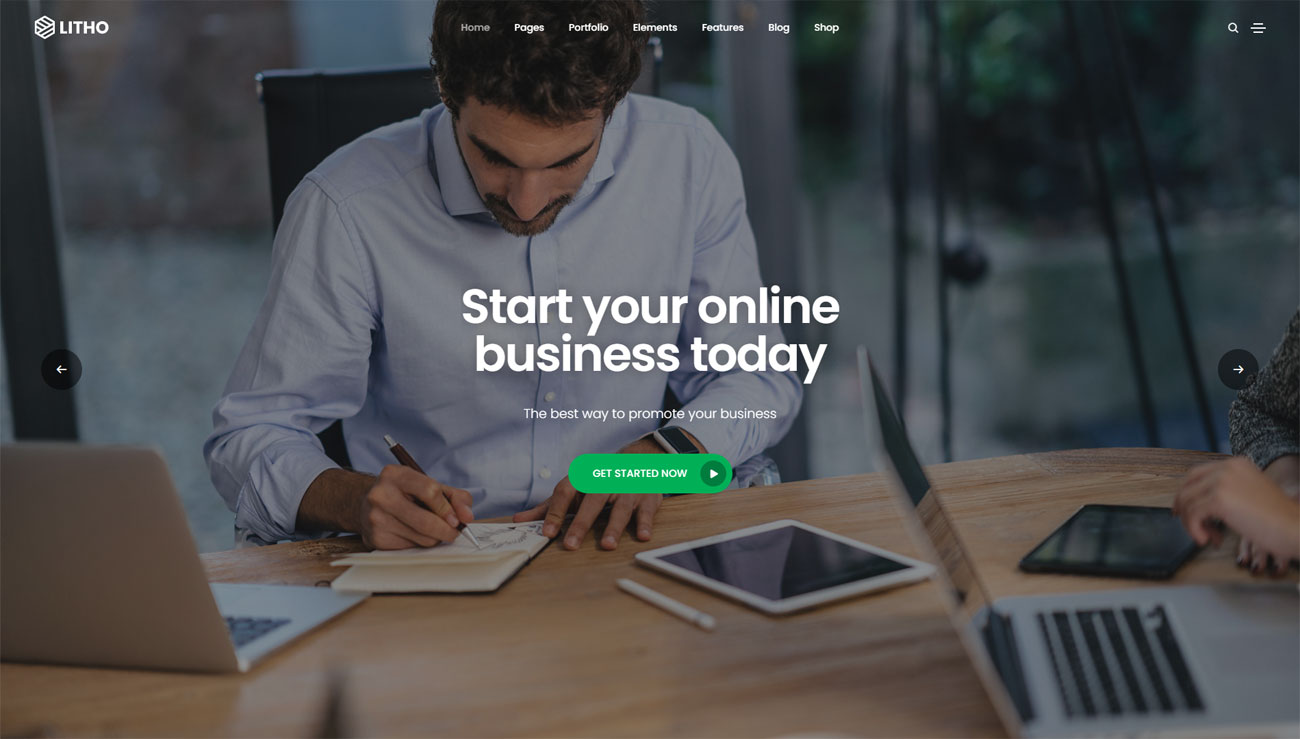 LITHO
Home Pages Portfolio Elements Features Blog Shop
Start your online
business today
The best way to promote your business
GET STARTED NOW